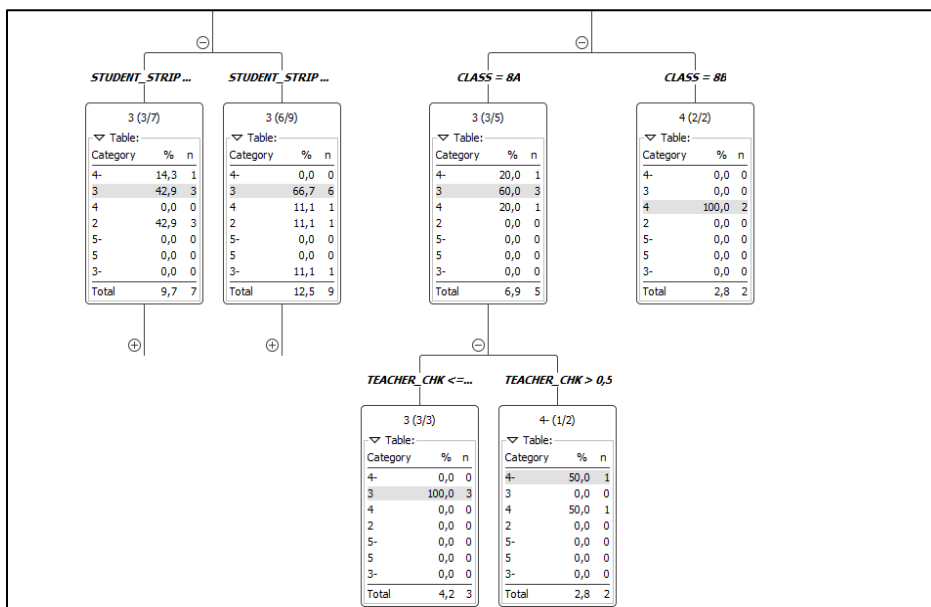 STUDENT_STRIP ...
3 (3/7)
Table:
Category % n
4- 14,3 1
3 42,9 3
4 0,0 0
2 42,9 3
5- 0,0 0
5 0,0 0
3- 0,0 0
Total 9,7 7
STUDENT_STRIP ...
3 (6/9)
Table:
Category % n
4- 0,0 0
3 66,7 6
4 11,1 1
2 11,1 1
5- 0,0 0
5 0,0 0
3- 11,1 1
Total 12,5 9
CLASS = 8A
3 (3/5)
Table:
Category % n
4- 20,0 1
3 60,0 3
4 20,0 1
2 0,0 0
5- 0,0 0
5 0,0 0
3- 0,0 0
Total 6,9 5
CLASS = 8B
4 (2/2)
Table:
Category % n
4- 0,0 0
3 0,0 0
4 100,0 2
2 0,0 0
5- 0,0 0
5 0,0 0
3- 0,0 0
Total 2,8 2
TEACHER_CHK <=...
3 (3/3)
Table:
Category % n
4- 0,0 0
3 100,0 3
4 0,0 0
2 0,0 0
5- 0,0 0
5 0,0 0
3- 0,0 0
Total 4,2 3
TEACHER_CHK > 0,5
4- (1/2)
Table:
Category % n
4- 50,0 1
3 0,0 0
4 50,0 1
2 0,0 0
5- 0,0 0
5 0,0 0
3- 0,0 0
Total 2,8 2